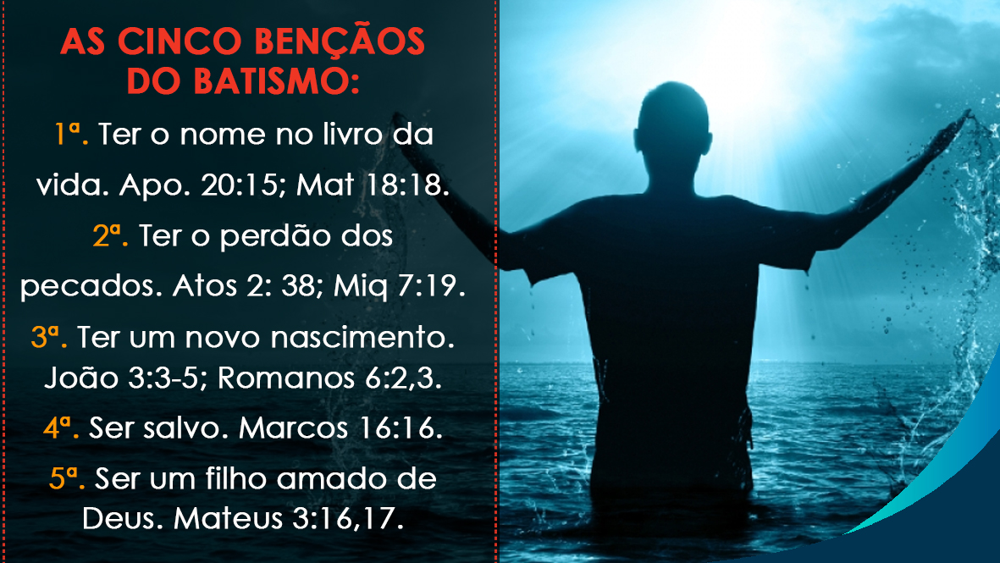 AS CINCO BENÇÃOS
DO BATISMO:
1ª. Ter o nome no livro da
vida. Apo. 20:15; Mat 18:18.
2ª. Ter o perdão dos
pecados. Atos 2: 38; Miq 7:19.
3ª. Ter um novo nascimento.
João 3:3-5; Romanos 6:2,3.
4ª. Ser salvo. Marcos 16:16.
5ª. Ser um filho amado de
Deus. Mateus 3:16,17.